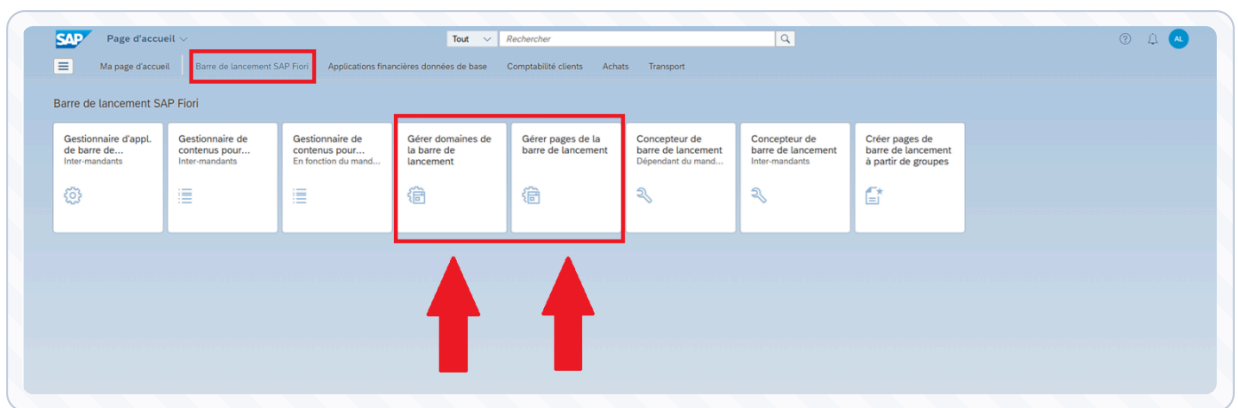 SAP Page d'accueil Tout Rechercher AL
Ma page d'accueil Barre de lancement SAP Fiori Applications financières données de base Comptabilité clients Achats Transport
Barre de lancement SAP Fiori
Gestionnaire d'appl.
de barre de...
Inter-mandants
Gestionnaire de
contenus pour...
Inter-mandants
Gestionnaire de
contenus pour...
En fonction du mand...
Gérer domaines de
la barre de
lancement
Gérer pages de la
barre de lancement
Concepteur de
barre de lancement
Dépendant du mand...
Concepteur de
barre de lancement
Inter-mandants
Créer pages de
barre de lancement
à partir de groupes